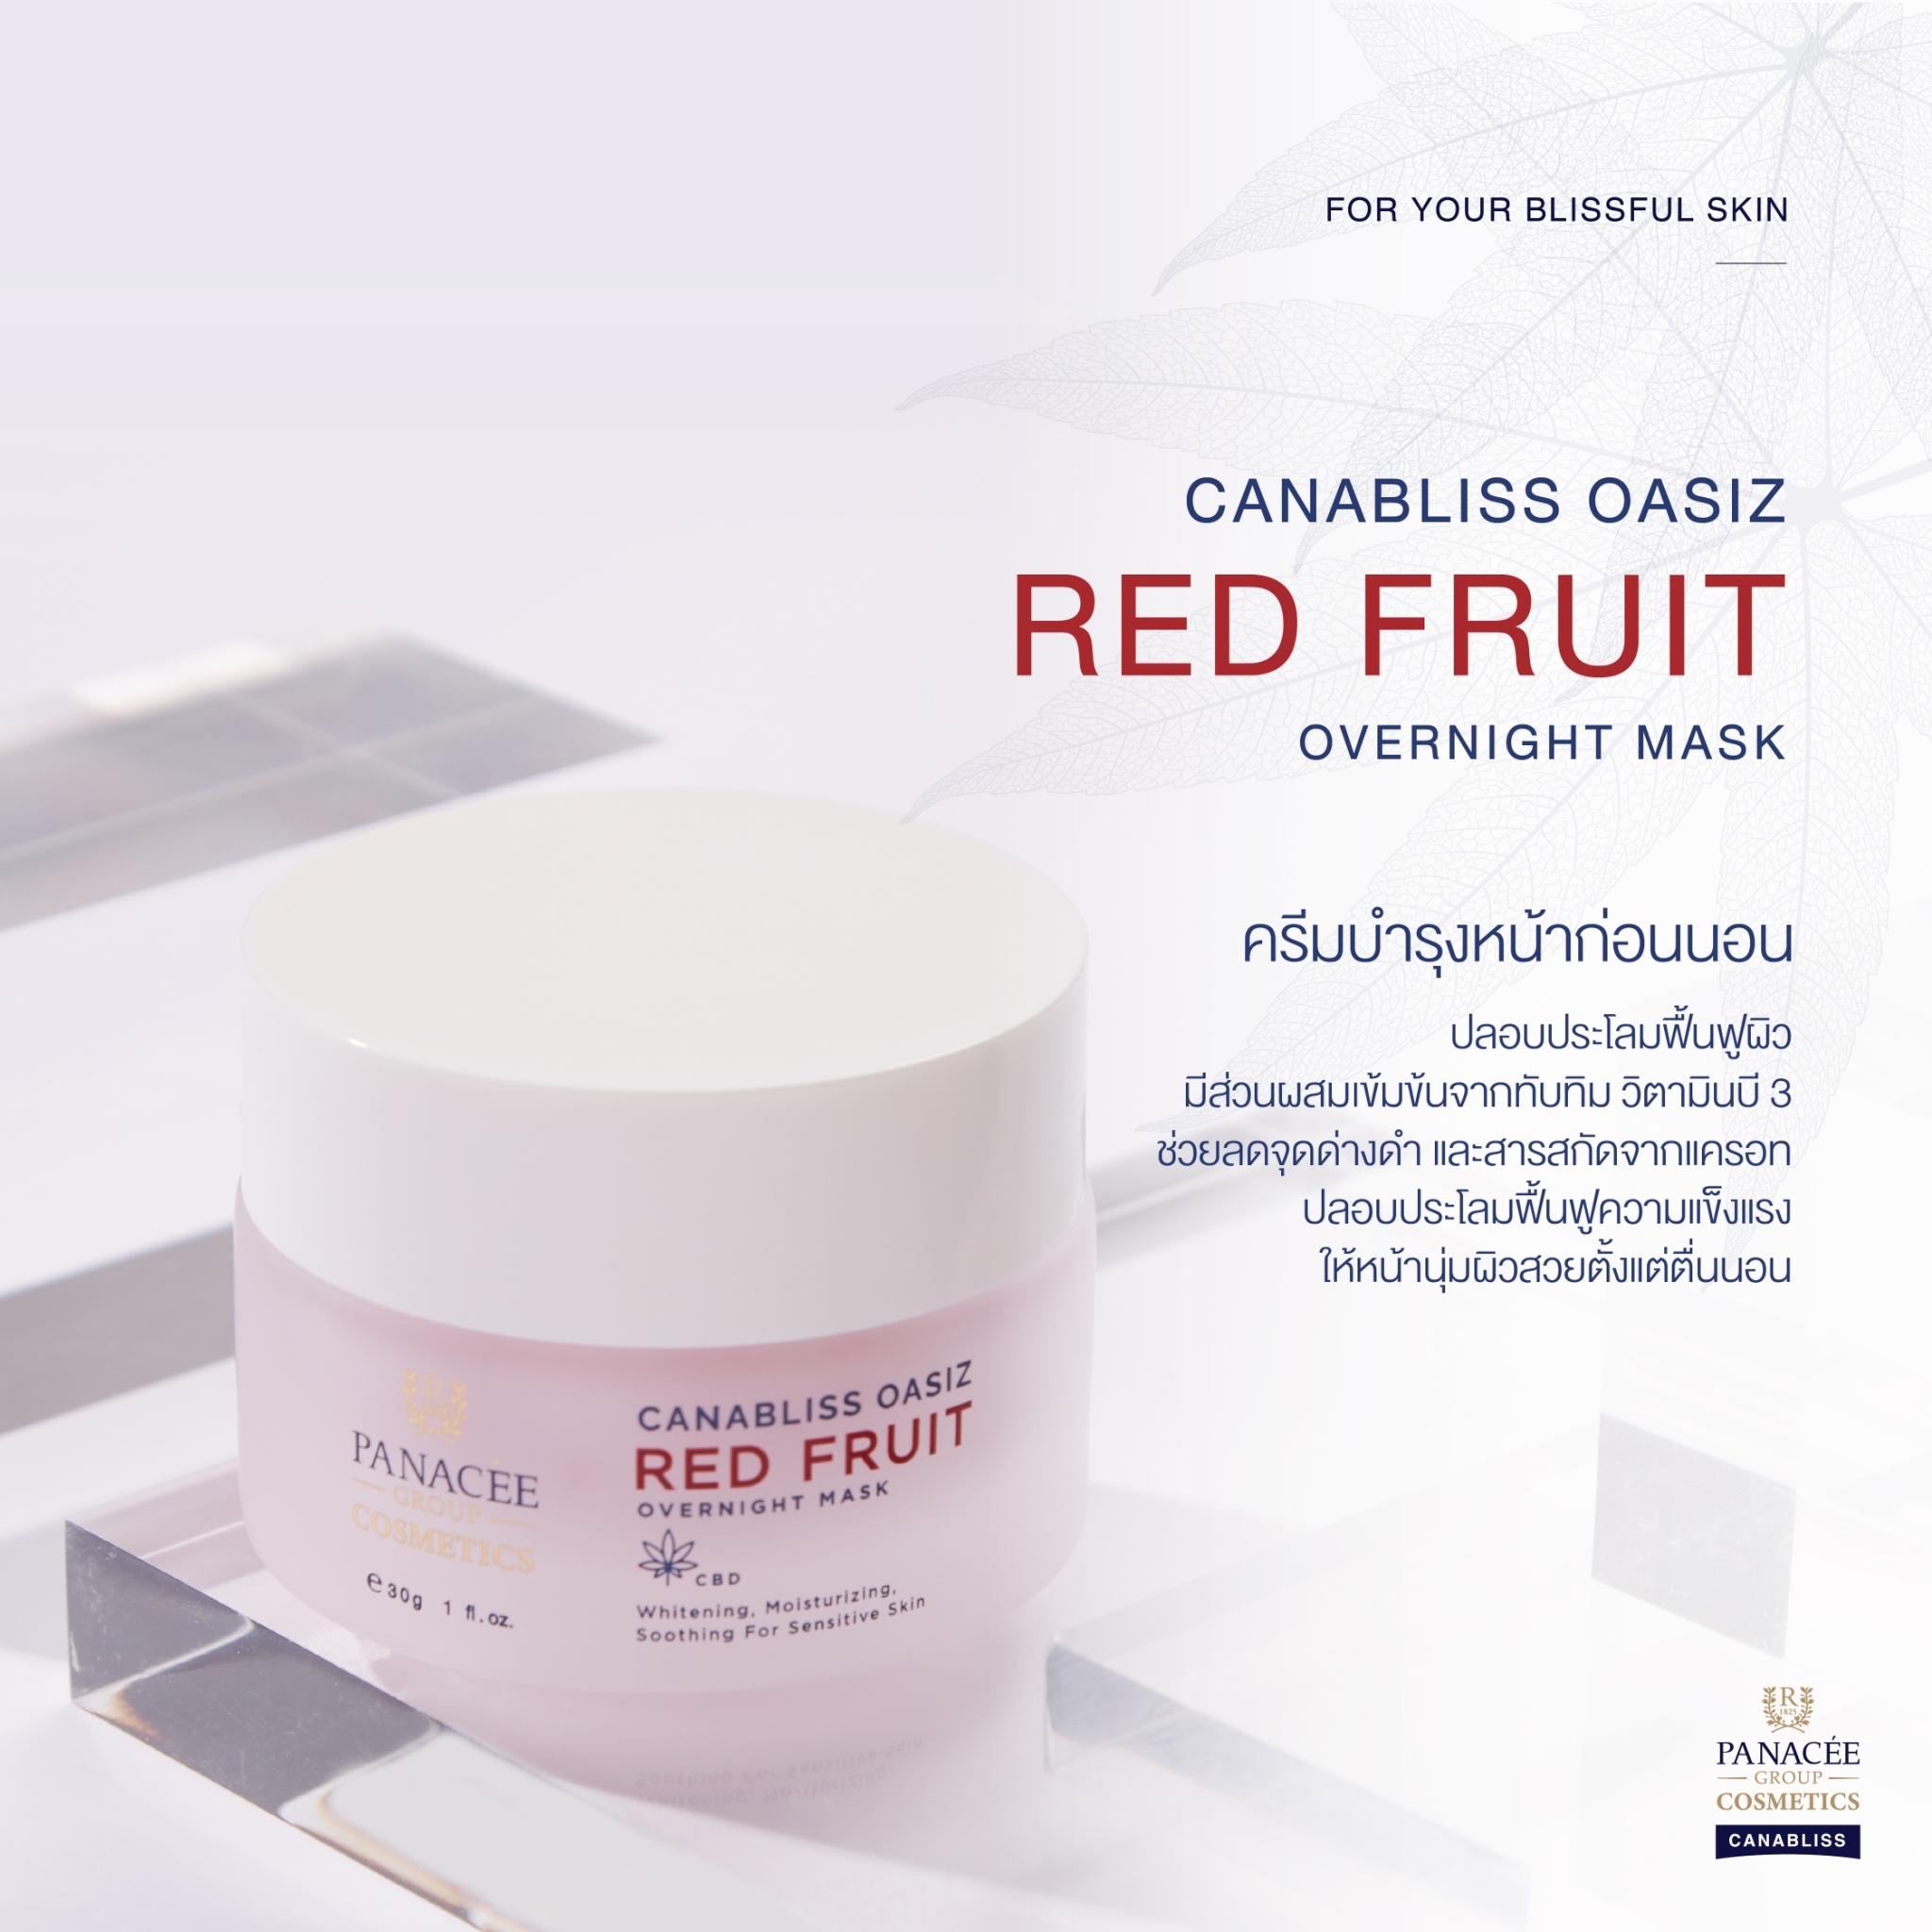 FOR YOUR BLISSFUL SKIN
CANABLISS OASIZ
RED FRUIT
OVERNIGHT MASK
ครีมบำรุงหน้าก่อนนอน
ปลอบประโลมฟื้นฟูผิว
มีส่วนผสมเข้มข้นจากทับทิม วิตามินบี 3
ช่วยลดจุดด่างดำ และสารสกัดจากแครอท
ปลอบประโลมฟื้นฟูความแข็งแรง
ให้หน้านุ่มผิวสวยตั้งแต่ตื่นนอน
R
PANACÉE
GROUP
COSMETICS
e 30g 1 fl.oz.
CANABLISS OASIZ
RED FRUIT
OVERNIGHT MASK
CBD
Whitening, Moisturizing,
Soothing For Sensitive Skin
R
1825
PANACÉE
GROUP
COSMETICS
CANABLISS